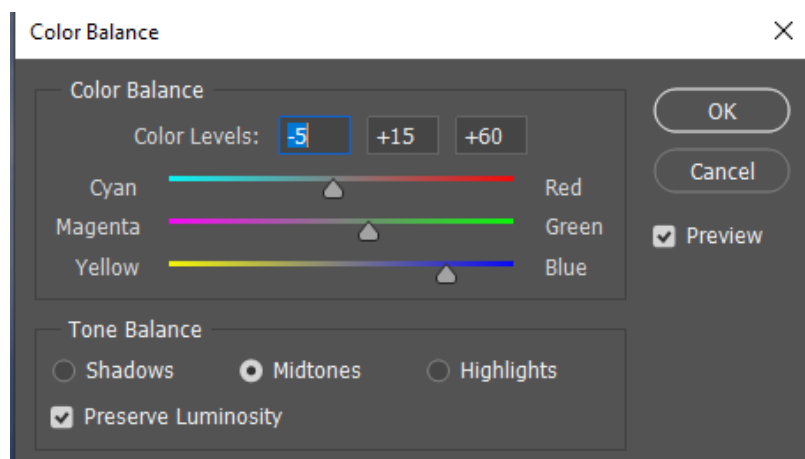 Color Balance
Color Balance
OK
Color Levels: -5 +15 +60
Cancel
Cyan Red
Magenta Green
Preview
Yellow Blue
Tone Balance
Shadows Midtones Highlights
Preserve Luminosity